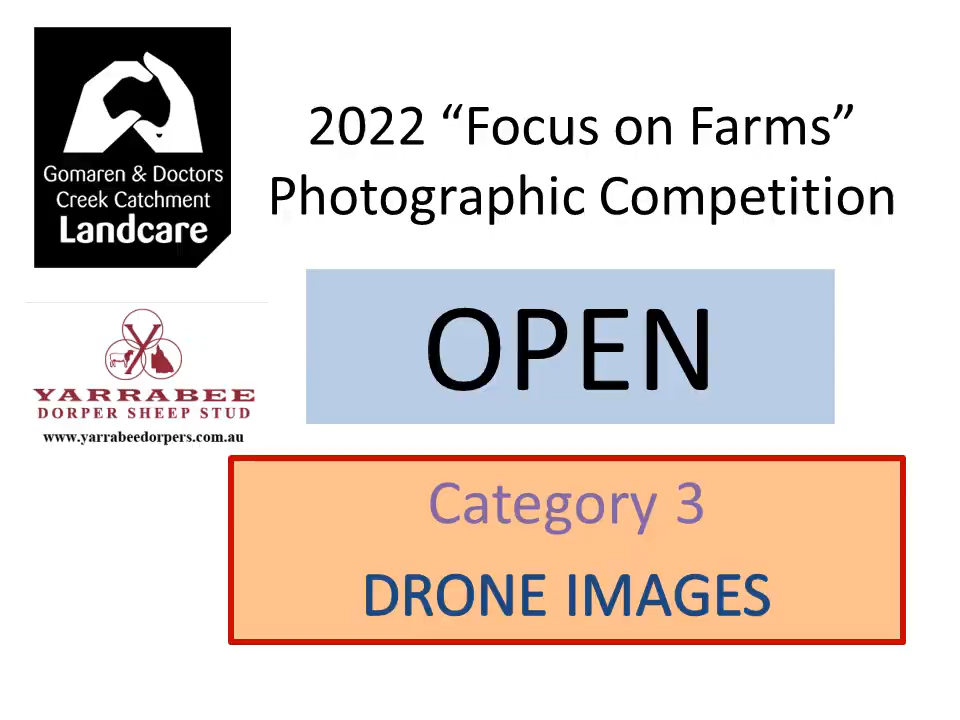 Gomaren & Doctors
Creek Catchment
Landcare
2022 “Focus on Farms”
Photographic Competition
OPEN
Y
YARRABEE
DORPER SHEEP STUD
www.yarrabeedorpers.com.au
Category 3
DRONE IMAGES